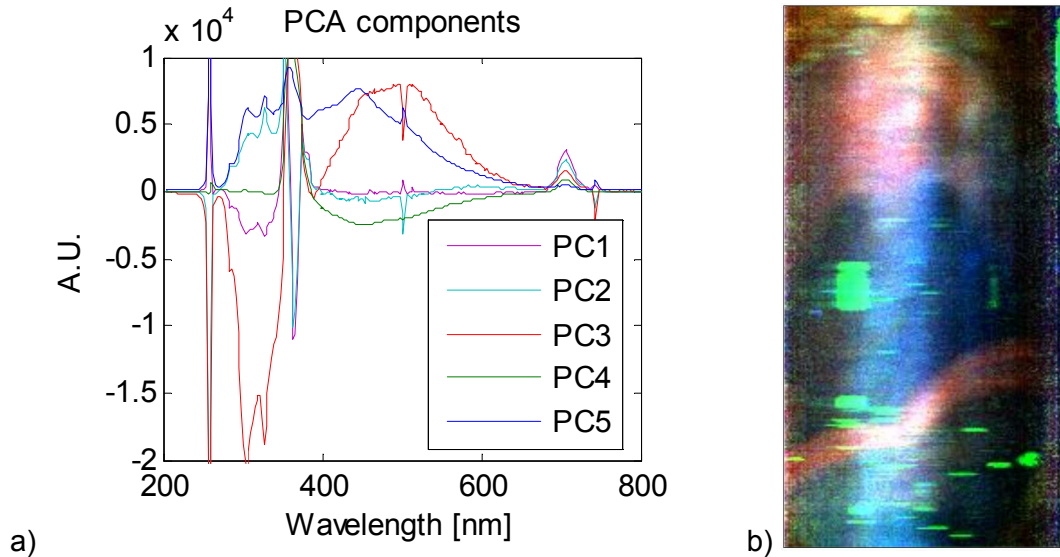 PCA components
x 10^4
1
0.5
0
-0.5
-1
-1.5
-2
200 400 600 800
A.U.
Wavelength [nm]
PC1
PC2
PC3
PC4
PC5
a)
b)